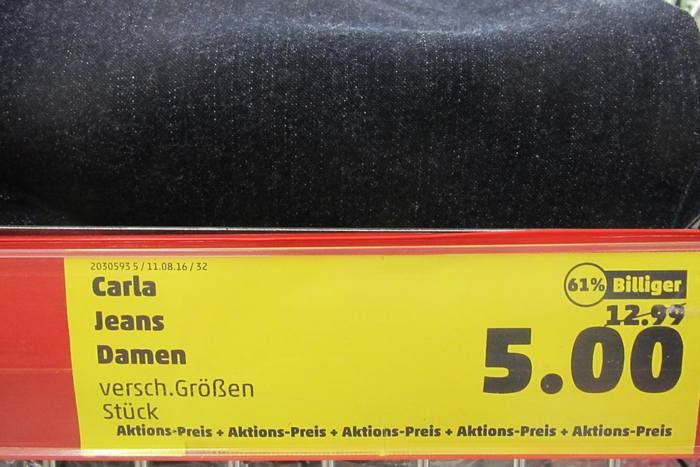 2030593 5 / 11.08.16 / 32
Carla
Jeans
Damen
versch.Größen
Stück
61% Billiger
12.99
5.00
Aktions-Preis + Aktions-Preis + Aktions-Preis + Aktions-Preis + Aktions-Preis